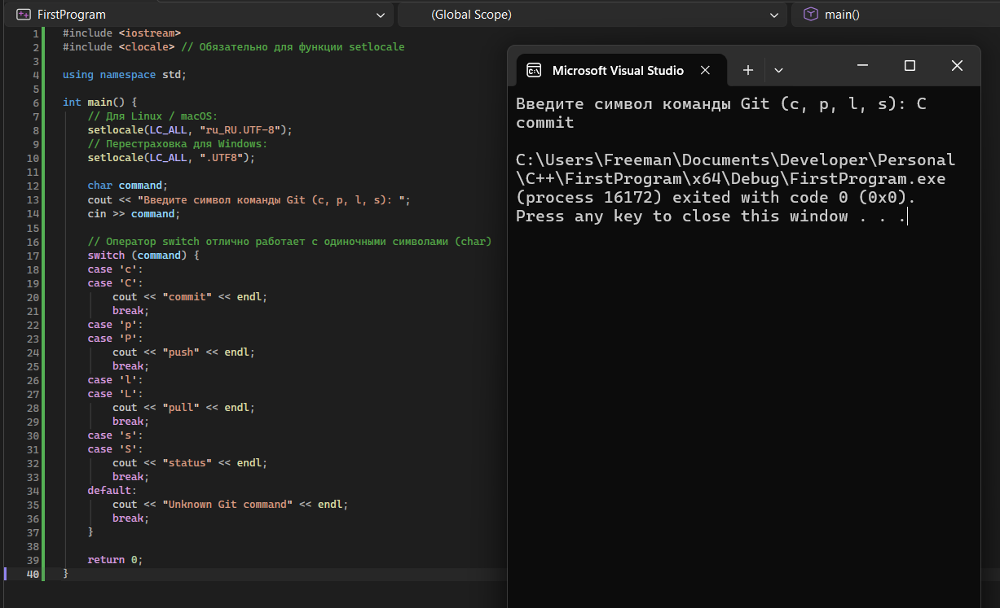 FirstProgram
(Global Scope)
main()
1 #include <iostream>
2 #include <clocale> // Обязательно для функции setlocale
3
4 using namespace std;
5
6 int main() {
7 // Для Linux / macOS:
8 setlocale(LC_ALL, "ru_RU.UTF-8");
9 // Перестраховка для Windows:
10 setlocale(LC_ALL, ".UTF8");
11
12 char command;
13 cout << "Введите символ команды Git (c, p, l, s): ";
14 cin >> command;
15
16 // Оператор switch отлично работает с одиночными символами (char)
17 switch (command) {
18 case 'c':
19 case 'C':
20 cout << "commit" << endl;
21 break;
22 case 'p':
23 case 'P':
24 cout << "push" << endl;
25 break;
26 case 'l':
27 case 'L':
28 cout << "pull" << endl;
29 break;
30 case 's':
31 case 'S':
32 cout << "status" << endl;
33 break;
34 default:
35 cout << "Unknown Git command" << endl;
36 break;
37 }
38
39 return 0;
40 }
Microsoft Visual Studio
Введите символ команды Git (c, p, l, s): C
commit
C:\Users\Freeman\Documents\Developer\Personal
\C++\FirstProgram\x64\Debug\FirstProgram.exe
(process 16172) exited with code 0 (0x0).
Press any key to close this window . . .